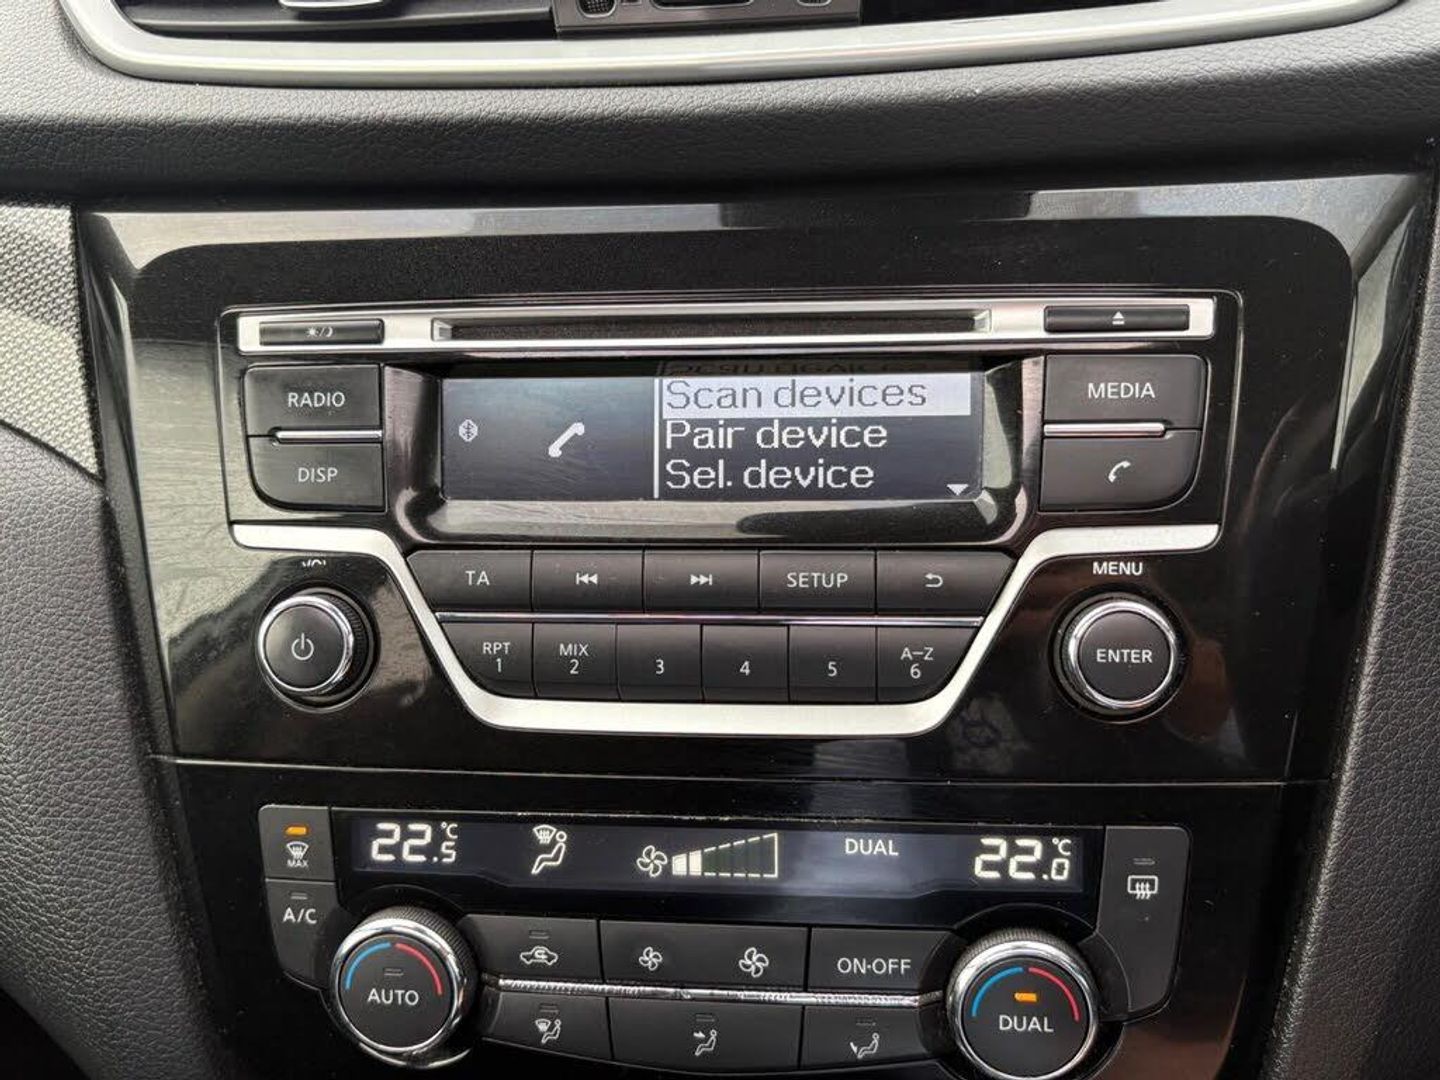 RADIO
DISP
Scan devices
Pair device
Sel. device
MEDIA
VOL
TA
SETUP
MENU
RPT
1
MIX
2
3
4
5
A–Z
6
ENTER
MAX
22.5 °C
DUAL
22.0 °C
A/C
AUTO
ON·OFF
DUAL